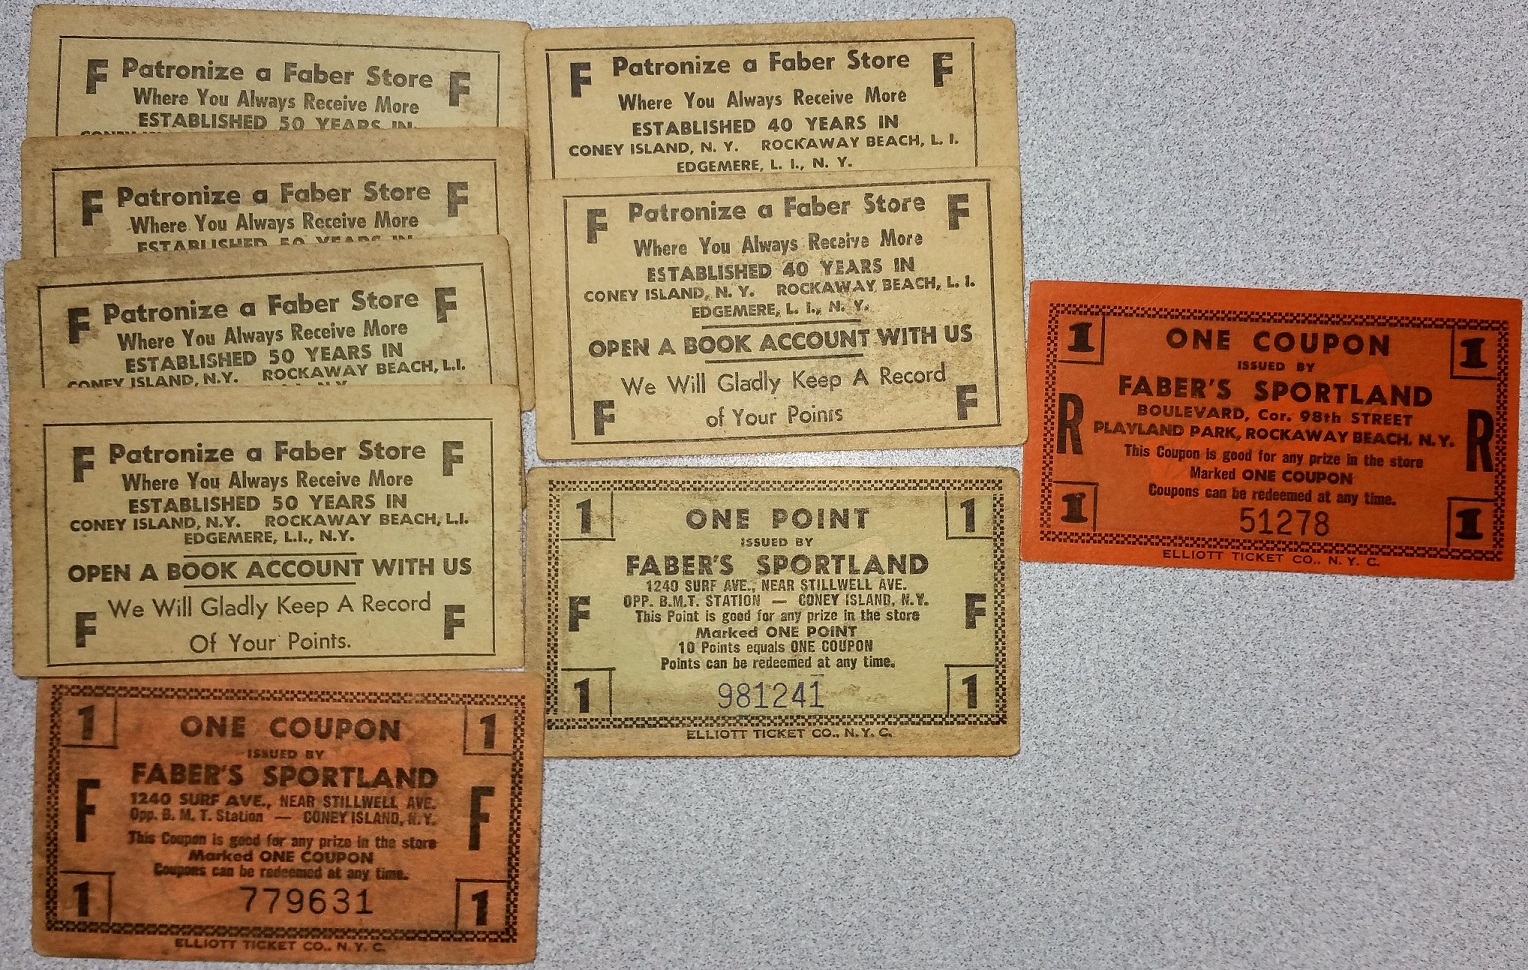 F Patronize a Faber Store F
Where You Always Receive More
ESTABLISHED 50 YEARS IN
F Patronize a Faber Store F
Where You Always Receive More
ESTABLISHED 50 YEARS IN
F Patronize a Faber Store F
Where You Always Receive More
ESTABLISHED 50 YEARS IN
CONEY ISLAND, N.Y. ROCKAWAY BEACH, L.I.
F Patronize a Faber Store F
Where You Always Receive More
ESTABLISHED 50 YEARS IN
CONEY ISLAND, N.Y. ROCKAWAY BEACH, L.I.
EDGEMERE, L.I., N.Y.
OPEN A BOOK ACCOUNT WITH US
We Will Gladly Keep A Record
F Of Your Points. F
1 ONE COUPON 1
ISSUED BY
FABER'S SPORTLAND
F 1240 SURF AVE., NEAR STILLWELL AVE. F
Opp. B. M. T. Station — CONEY ISLAND, N.Y.
This Coupon is good for any prize in the store
Marked ONE COUPON
Coupons can be redeemed at any time.
1 779631 1
ELLIOTT TICKET CO., N.Y.C.
F Patronize a Faber Store F
Where You Always Receive More
ESTABLISHED 40 YEARS IN
CONEY ISLAND, N. Y. ROCKAWAY BEACH, L. I.
EDGEMERE, L. I., N. Y.
F Patronize a Faber Store F
Where You Always Receive More
ESTABLISHED 40 YEARS IN
CONEY ISLAND, N. Y. ROCKAWAY BEACH, L. I.
EDGEMERE, L. I., N. Y.
OPEN A BOOK ACCOUNT WITH US
We Will Gladly Keep A Record
F of Your Points F
1 ONE POINT 1
ISSUED BY
FABER'S SPORTLAND
1240 SURF AVE., NEAR STILLWELL AVE.
F OPP. B.M.T. STATION — CONEY ISLAND, N.Y. F
This Point is good for any prize in the store
Marked ONE POINT
10 Points equals ONE COUPON
Points can be redeemed at any time.
1 981241 1
ELLIOTT TICKET CO., N.Y.C.
1 ONE COUPON 1
ISSUED BY
FABER'S SPORTLAND
BOULEVARD, Cor. 98th STREET
R PLAYLAND PARK, ROCKAWAY BEACH, N.Y. R
This Coupon is good for any prize in the store
Marked ONE COUPON
Coupons can be redeemed at any time.
1 51278 1
ELLIOTT TICKET CO., N.Y.C.